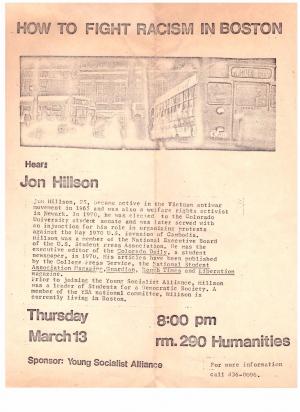 HOW TO FIGHT RACISM IN BOSTON
Hear:
Jon Hillson
Jon Hillson, 25, became active in the Vietnam antiwar
movement in 1965 and was also a welfare rights activist
in Newark. In 1970, he was elected to the Colorado
University student senate and was later served with
an injunction for his role in organizing protests
against the May 1970 U.S. invasion of Cambodia.
Hillson was a member of the National Executive Board
of the U.S. Student press Association. He was the
executive editor of the Colorado Daily, a student
newspaper, in 1970. His articles have been published
by the College Press Service, the National Student
Association Magazine, Guardian, Rough Times and Liberation
magazine.
Prior to joining the Young Socialist Alliance, Hillson
was a leader of Students for a Democratic Society. A
member of the YSA national committee, Hillson is
currently living in Boston.
Thursday 8:00 pm
March 13 rm. 290 Humanities
Sponsor: Young Socialist Alliance
For more information
call 436-0096.